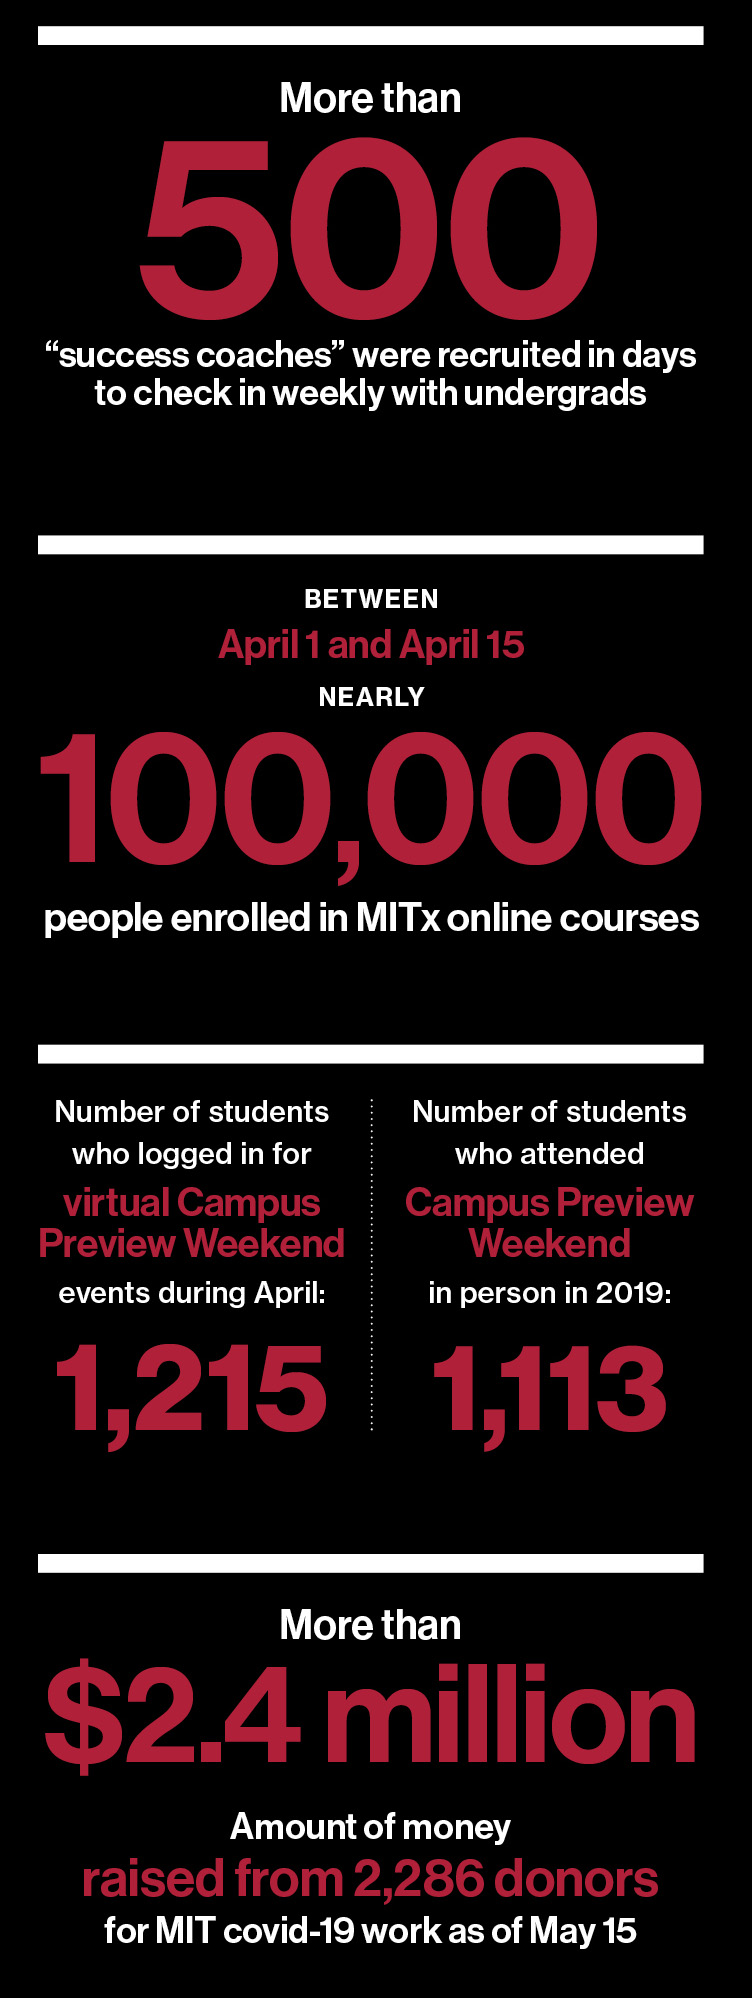 More than
500
“success coaches” were recruited in days
to check in weekly with undergrads
BETWEEN
April 1 and April 15
NEARLY
100,000
people enrolled in MITx online courses
Number of students
who logged in for
virtual Campus
Preview Weekend
events during April:
1,215
Number of students
who attended
Campus Preview
Weekend
in person in 2019:
1,113
More than
$2.4 million
Amount of money
raised from 2,286 donors
for MIT covid-19 work as of May 15